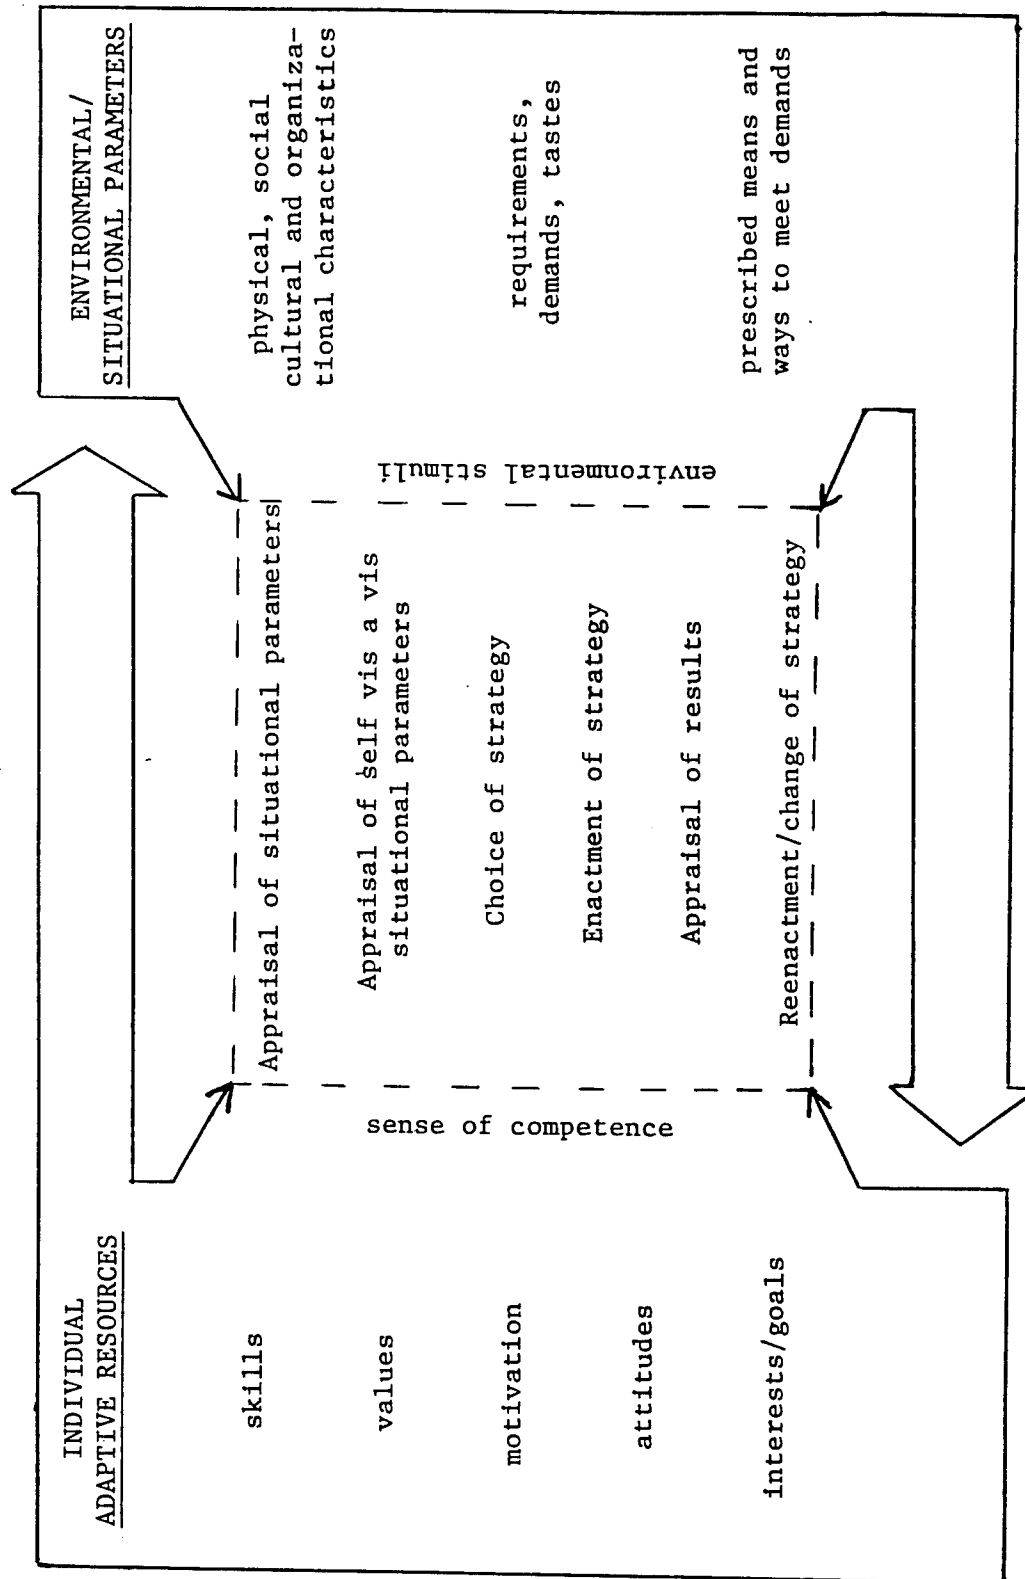 INDIVIDUAL
ADAPTIVE RESOURCES
skills
values
motivation
attitudes
interests/goals
sense of competence
Appraisal of situational parameters
Appraisal of self vis a vis
situational parameters
Choice of strategy
Enactment of strategy
Appraisal of results
Reenactment/change of strategy
environmental stimuli
ENVIRONMENTAL/
SITUATIONAL PARAMETERS
physical, social
cultural and organiza-
tional characteristics
requirements,
demands, tastes
prescribed means and
ways to meet demands